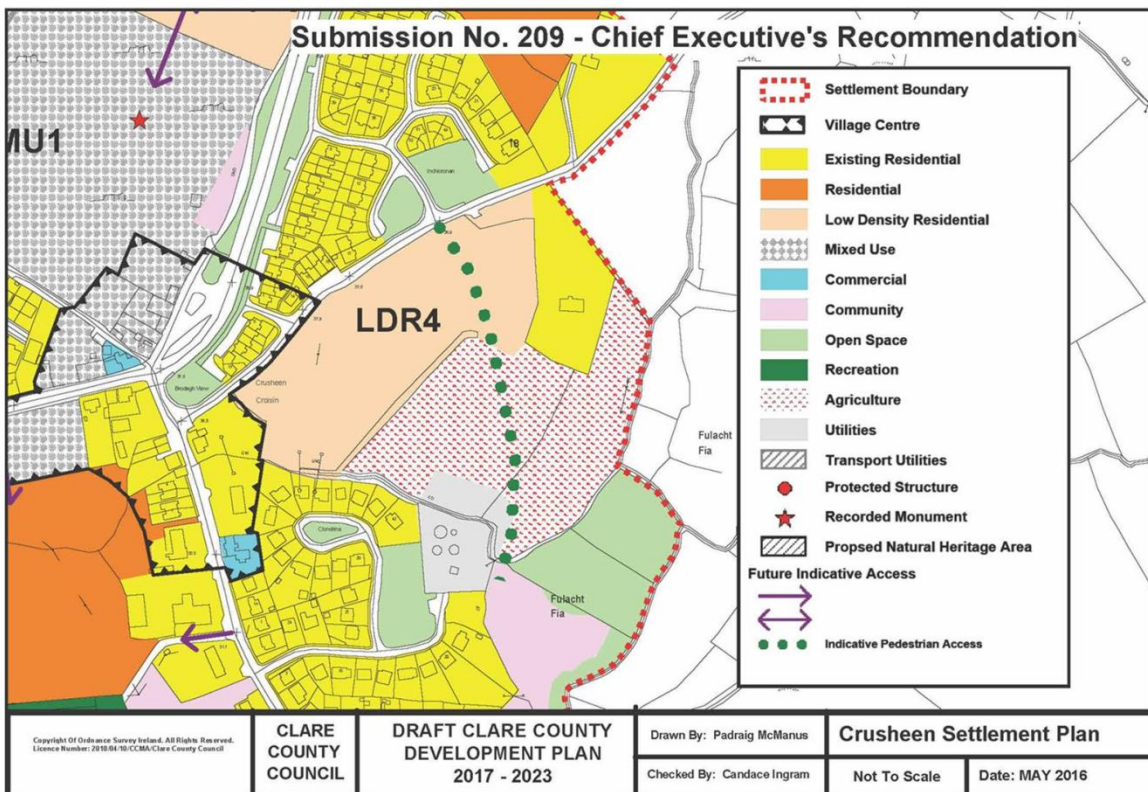 Submission No. 209 - Chief Executive's Recommendation
MU1
LDR4
Inchieronan
Brodagh View
Crusheen
Croisín
Fulacht
Fia
Fulacht
Fia
Settlement Boundary
Village Centre
Existing Residential
Residential
Low Density Residential
Mixed Use
Commercial
Community
Open Space
Recreation
Agriculture
Utilities
Transport Utilities
Protected Structure
Recorded Monument
Propsed Natural Heritage Area
Future Indicative Access
Indicative Pedestrian Access
Copyright Of Ordnance Survey Ireland. All Rights Reserved.
Licence Number: 2010/04/10/CCMA/Clare County Council
CLARE
COUNTY
COUNCIL
DRAFT CLARE COUNTY
DEVELOPMENT PLAN
2017 - 2023
Drawn By: Padraig McManus
Checked By: Candace Ingram
Crusheen Settlement Plan
Not To Scale
Date: MAY 2016